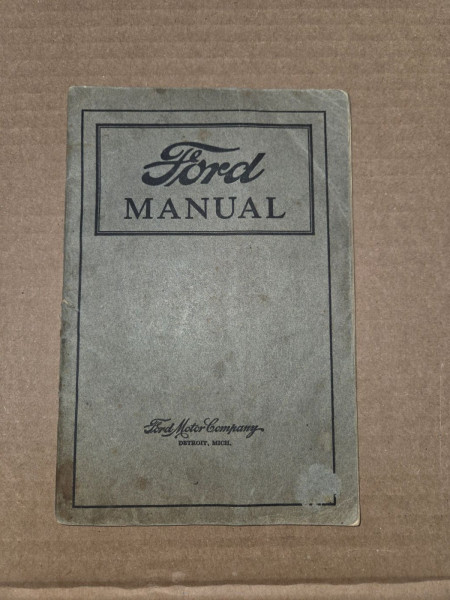 Ford
MANUAL
Ford Motor Company
DETROIT, MICH.